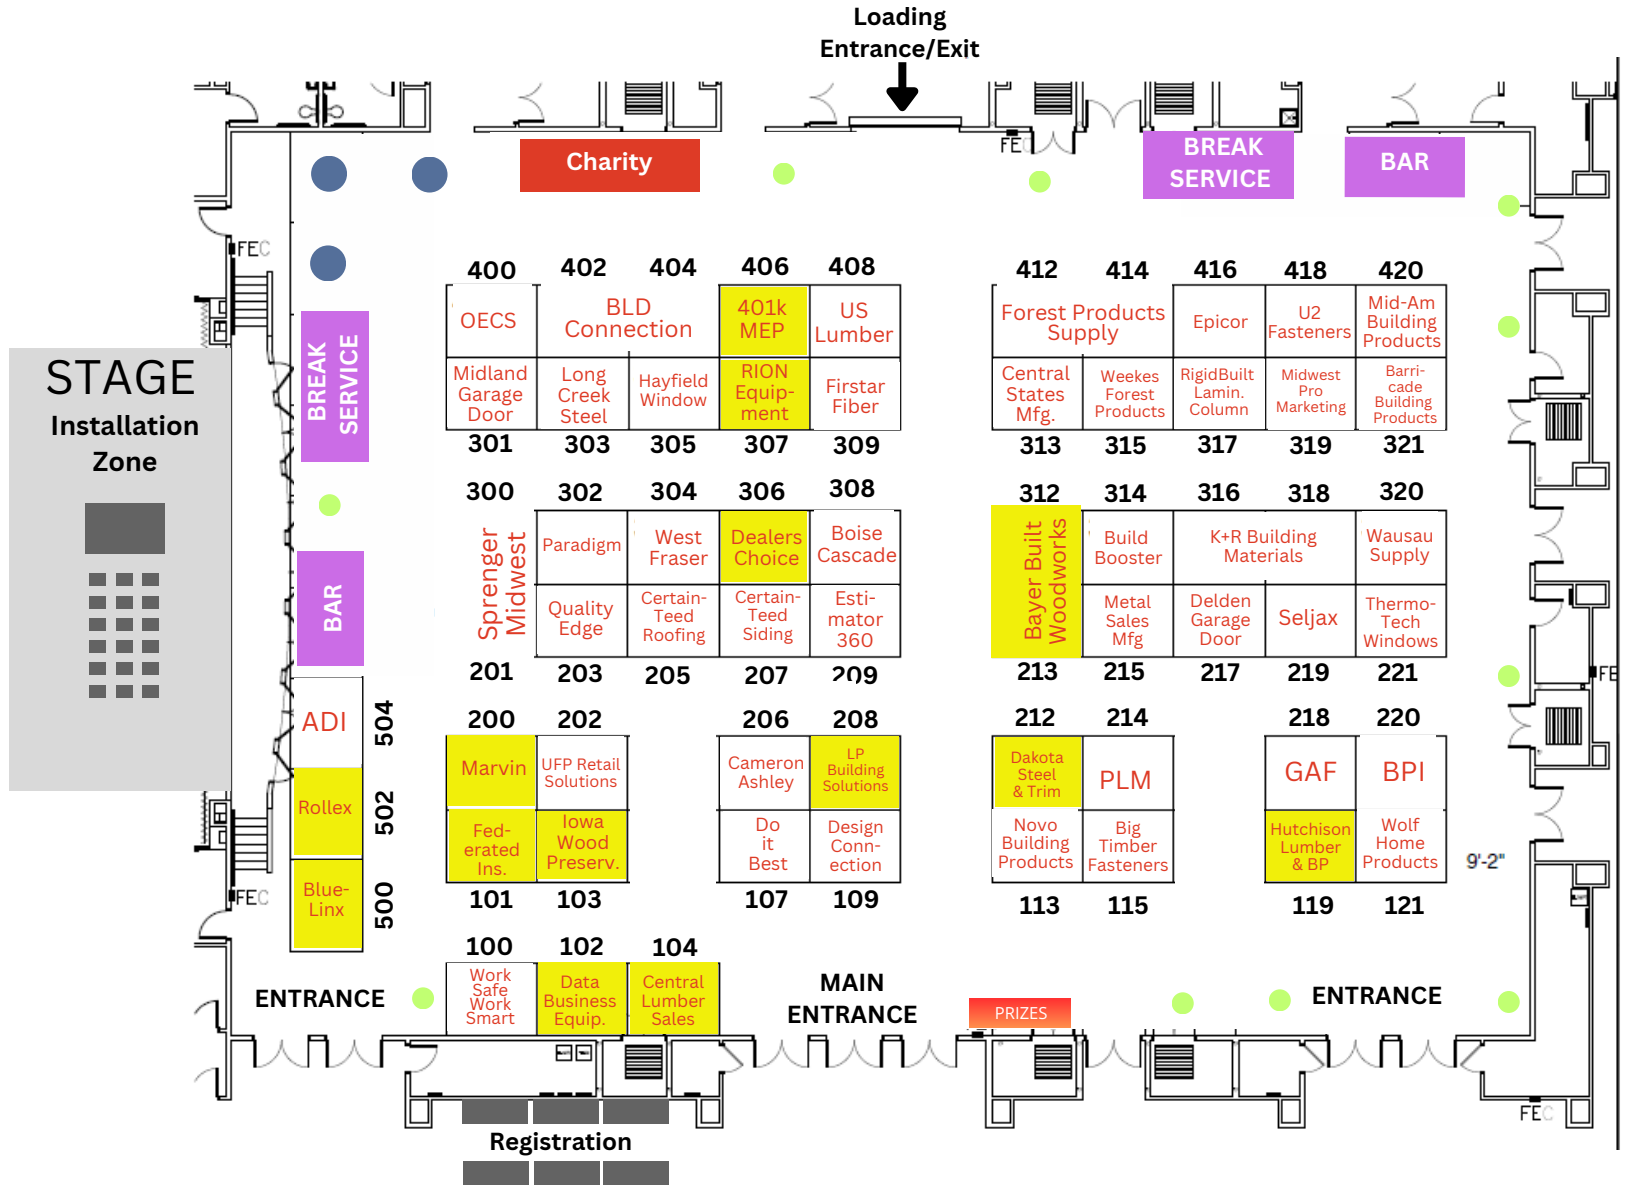 Loading
Entrance/Exit
FEC
Charity
BREAK
SERVICE
BAR
FEC
400
402
404
406
408
412
414
416
418
420
OECS
BLD
Connection
401k
MEP
US
Lumber
Forest Products
Supply
Epicor
U2
Fasteners
Mid-Am
Building
Products
Midland
Garage
Door
Long
Creek
Steel
Hayfield
Window
RION
Equip-
ment
Firstar
Fiber
Central
States
Mfg.
Weekes
Forest
Products
RigidBuilt
Lamin.
Column
Midwest
Pro
Marketing
Barri-
cade
Building
Products
301
303
305
307
309
313
315
317
319
321
STAGE
Installation
Zone
BREAK
SERVICE
BAR
300
302
304
306
308
312
314
316
318
320
Sprenger
Midwest
Paradigm
West
Fraser
Dealers
Choice
Boise
Cascade
Bayer Built
Woodworks
Build
Booster
K+R Building
Materials
Wausau
Supply
Quality
Edge
Certain-
Teed
Roofing
Certain-
Teed
Siding
Esti-
mator
360
Metal
Sales
Mfg
Delden
Garage
Door
Seljax
Thermo-
Tech
Windows
201
203
205
207
209
213
215
217
219
221
FE
ADI
504
Rollex
502
Blue-
Linx
500
200
202
206
208
212
214
218
220
Marvin
UFP Retail
Solutions
Cameron
Ashley
LP
Building
Solutions
Dakota
Steel
& Trim
PLM
GAF
BPI
Fed-
erated
Ins.
Iowa
Wood
Preserv.
Do
it
Best
Design
Conn-
ection
Novo
Building
Products
Big
Timber
Fasteners
Hutchison
Lumber
& BP
Wolf
Home
Products
9'-2"
101
103
107
109
113
115
119
121
FEC
100
102
104
Work
Safe
Work
Smart
Data
Business
Equip.
Central
Lumber
Sales
ENTRANCE
MAIN
ENTRANCE
PRIZES
ENTRANCE
FEC
Registration